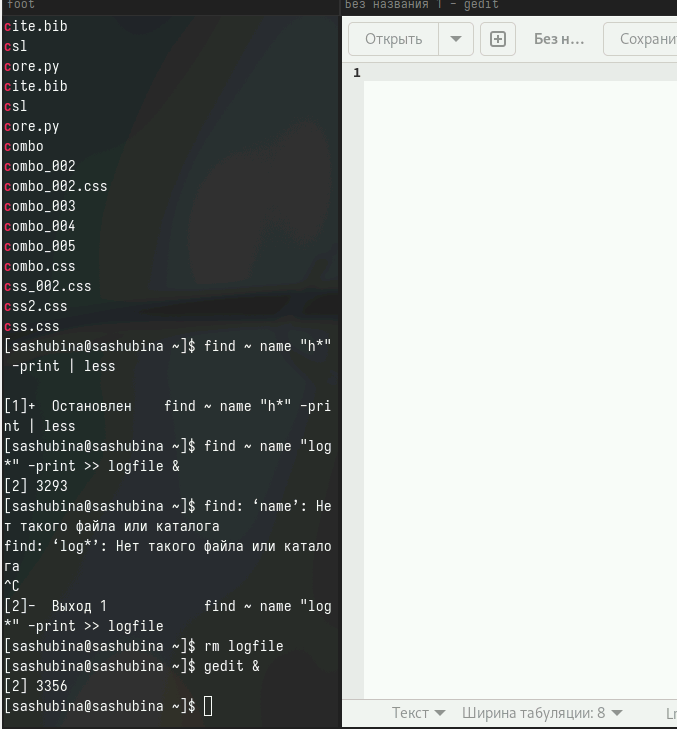 foot
cite.bib
csl
core.py
cite.bib
csl
core.py
combo
combo_002
combo_002.css
combo_003
combo_004
combo_005
combo.css
css_002.css
css2.css
css.css
[sashubina@sashubina ~]$ find ~ name "h*"
 -print | less
[1]+  Остановлен    find ~ name "h*" -pri
nt | less
[sashubina@sashubina ~]$ find ~ name "log
*" -print >> logfile &
[2] 3293
[sashubina@sashubina ~]$ find: ‘name’: Не
т такого файла или каталога
find: ‘log*’: Нет такого файла или катало
га
^C
[2]-  Выход 1            find ~ name "log
*" -print >> logfile
[sashubina@sashubina ~]$ rm logfile
[sashubina@sashubina ~]$ gedit &
[2] 3356
[sashubina@sashubina ~]$
Без названия 1 - gedit
Открыть
Без н...
Сохрани
1
Текст
Ширина табуляции: 8